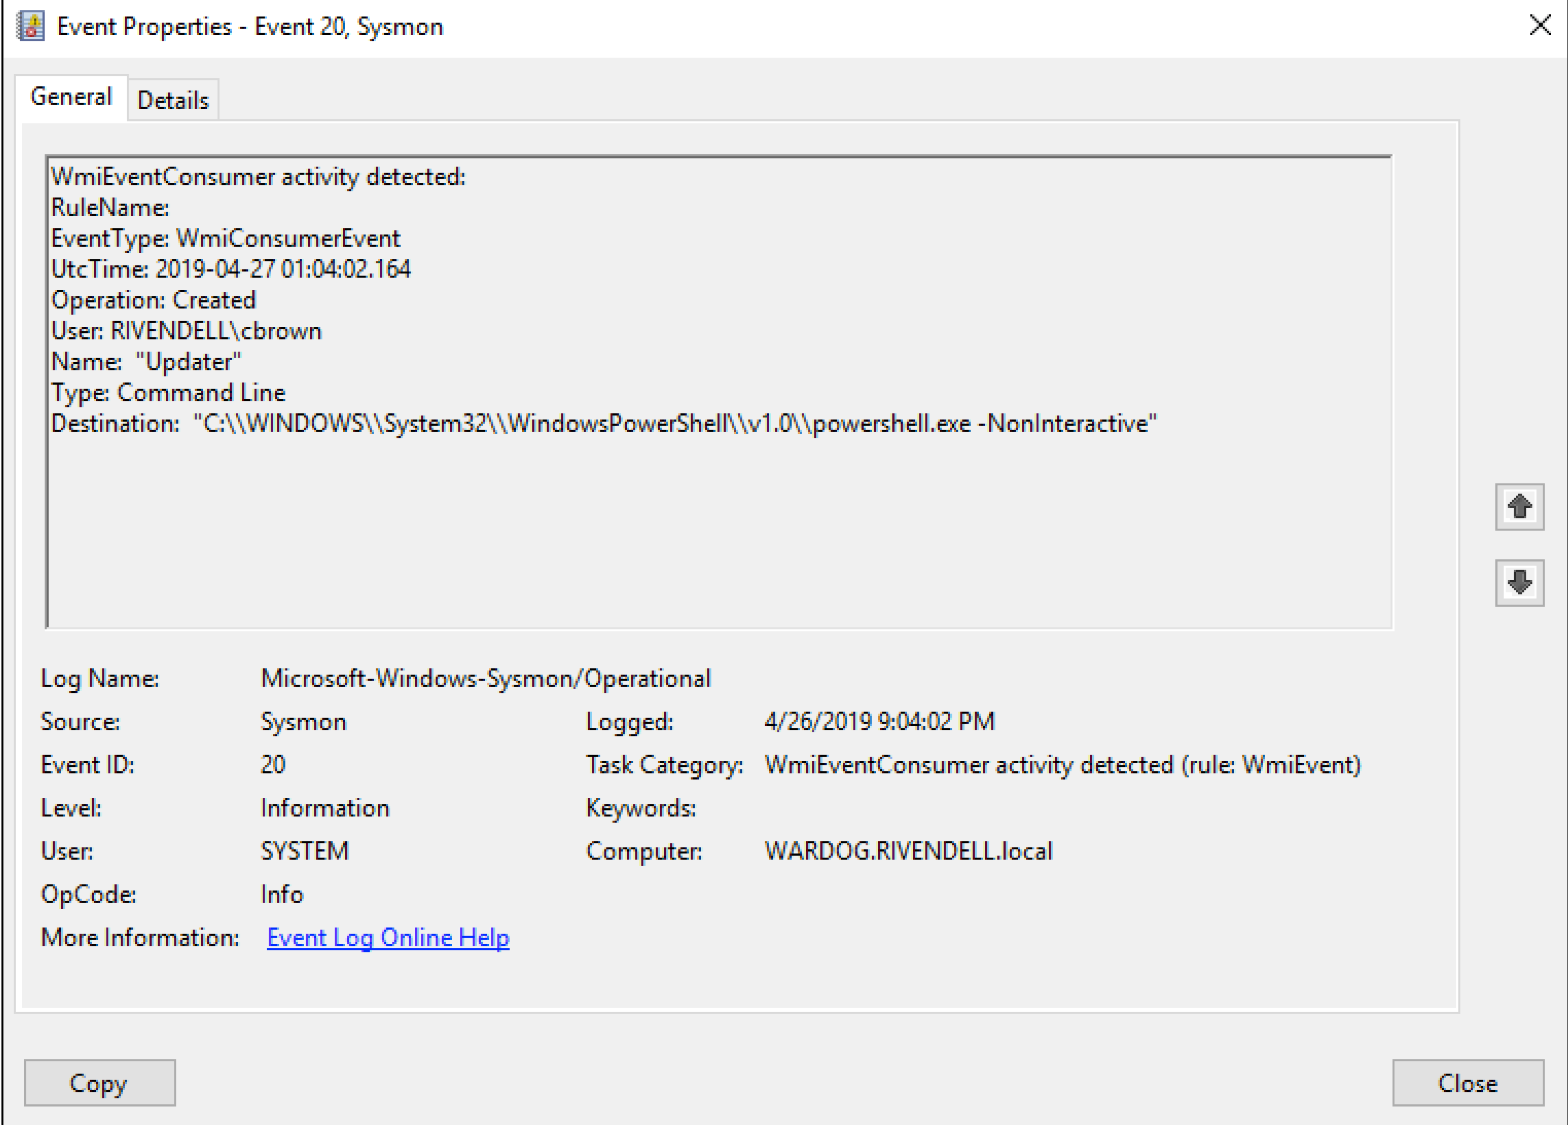 Event Properties - Event 20, Sysmon
General
Details
WmiEventConsumer activity detected:
RuleName:
EventType: WmiConsumerEvent
UtcTime: 2019-04-27 01:04:02.164
Operation: Created
User: RIVENDELL\cbrown
Name:  "Updater"
Type: Command Line
Destination:  "C:\\WINDOWS\\System32\\WindowsPowerShell\\v1.0\\powershell.exe -NonInteractive"
Log Name: Microsoft-Windows-Sysmon/Operational
Source: Sysmon Logged: 4/26/2019 9:04:02 PM
Event ID: 20 Task Category: WmiEventConsumer activity detected (rule: WmiEvent)
Level: Information Keywords:
User: SYSTEM Computer: WARDOG.RIVENDELL.local
OpCode: Info
More Information: Event Log Online Help
Copy
Close